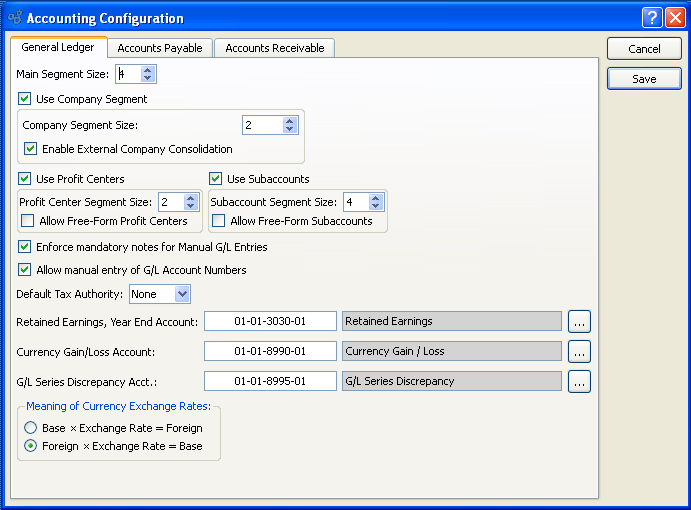 Accounting Configuration
General Ledger Accounts Payable Accounts Receivable
Cancel
Save
Main Segment Size: 4
Use Company Segment
Company Segment Size: 2
Enable External Company Consolidation
Use Profit Centers Use Subaccounts
Profit Center Segment Size: 2 Subaccount Segment Size: 4
Allow Free-Form Profit Centers Allow Free-Form Subaccounts
Enforce mandatory notes for Manual G/L Entries
Allow manual entry of G/L Account Numbers
Default Tax Authority: None
Retained Earnings, Year End Account: 01-01-3030-01 Retained Earnings ...
Currency Gain/Loss Account: 01-01-8990-01 Currency Gain / Loss ...
G/L Series Discrepancy Acct.: 01-01-8995-01 G/L Series Discrepancy ...
Meaning of Currency Exchange Rates:
Base × Exchange Rate = Foreign
Foreign × Exchange Rate = Base